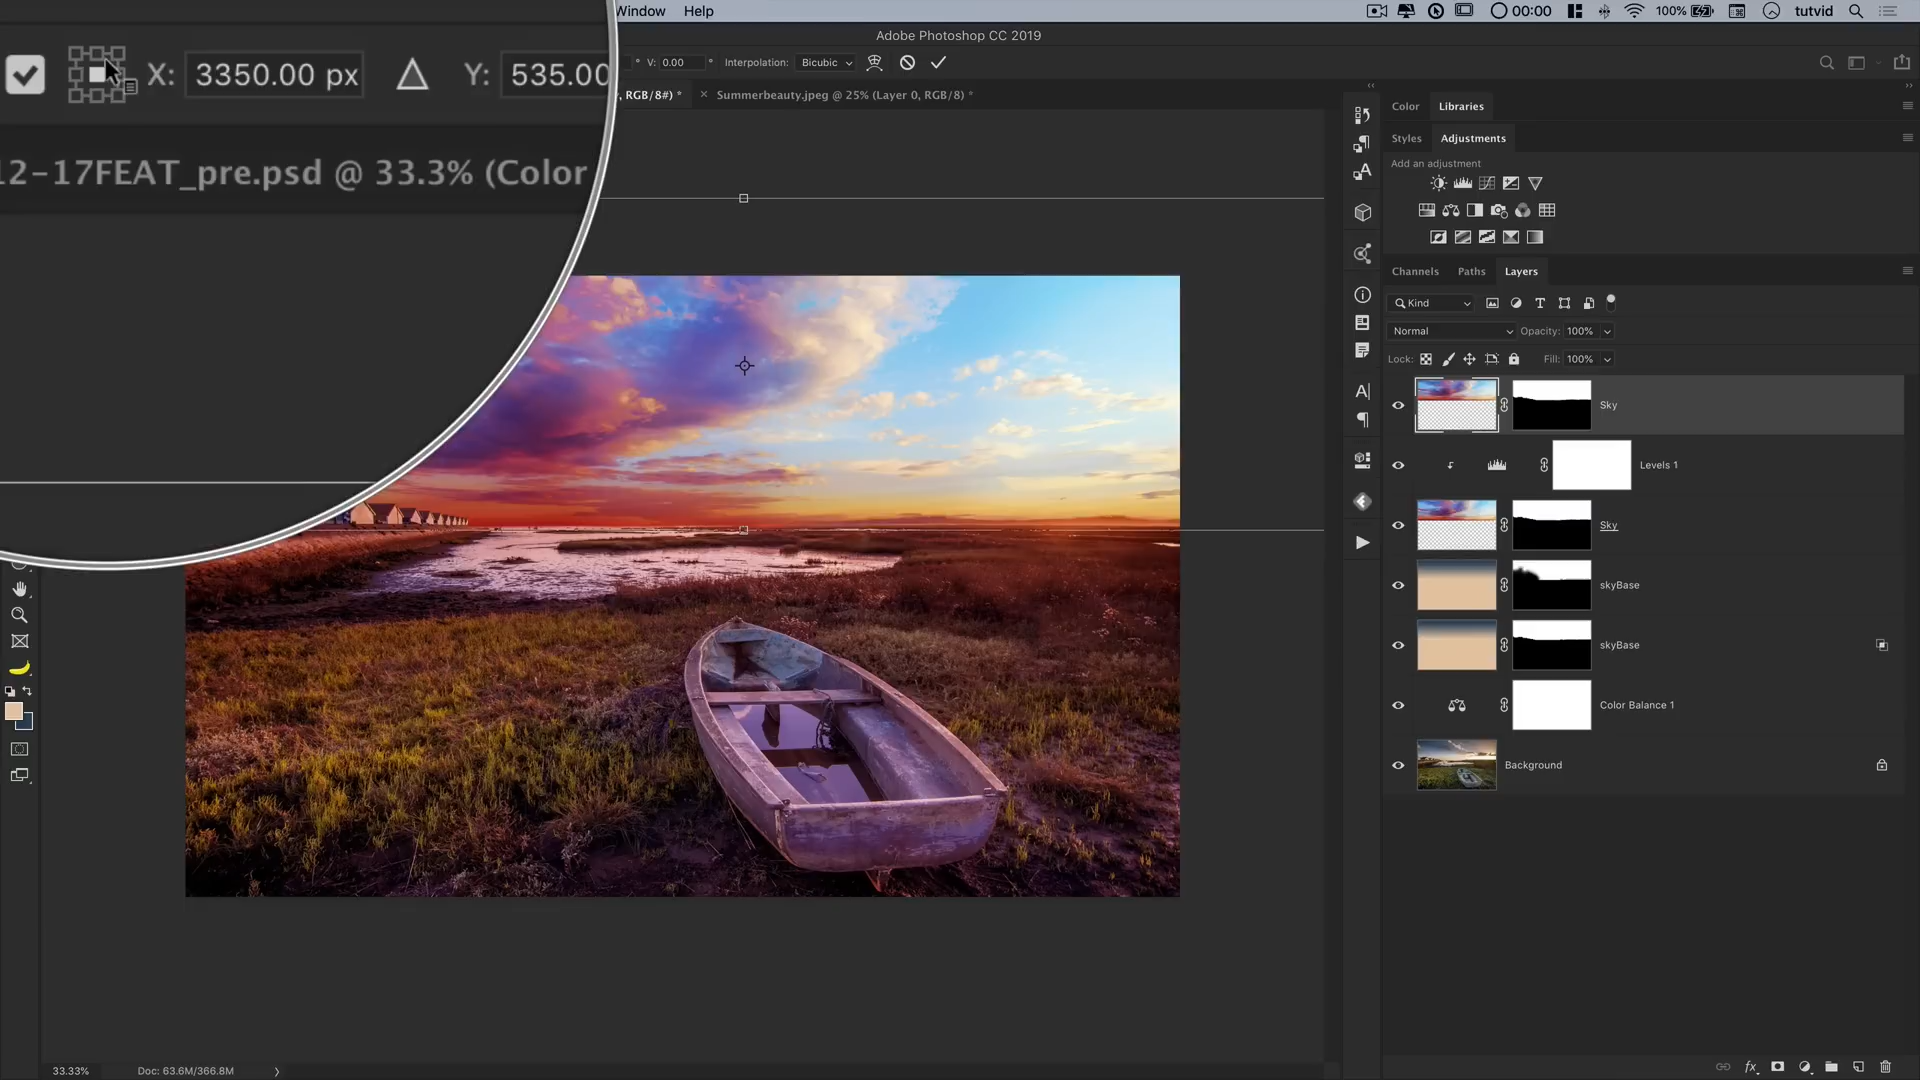 Window Help
00:00 100% tutvid
Adobe Photoshop CC 2019
X: 3350.00 px Y: 535.00
° V: 0.00 ° Interpolation: Bicubic
, RGB/8#) * × Summerbeauty.jpeg @ 25% (Layer 0, RGB/8) *
12-17FEAT_pre.psd @ 33.3% (Color
Color Libraries
Styles Adjustments
Add an adjustment
Channels Paths Layers
Kind
Normal Opacity: 100%
Lock: Fill: 100%
Sky
Levels 1
Sky
skyBase
skyBase
Color Balance 1
Background
33.33% Doc: 63.6M/366.8M